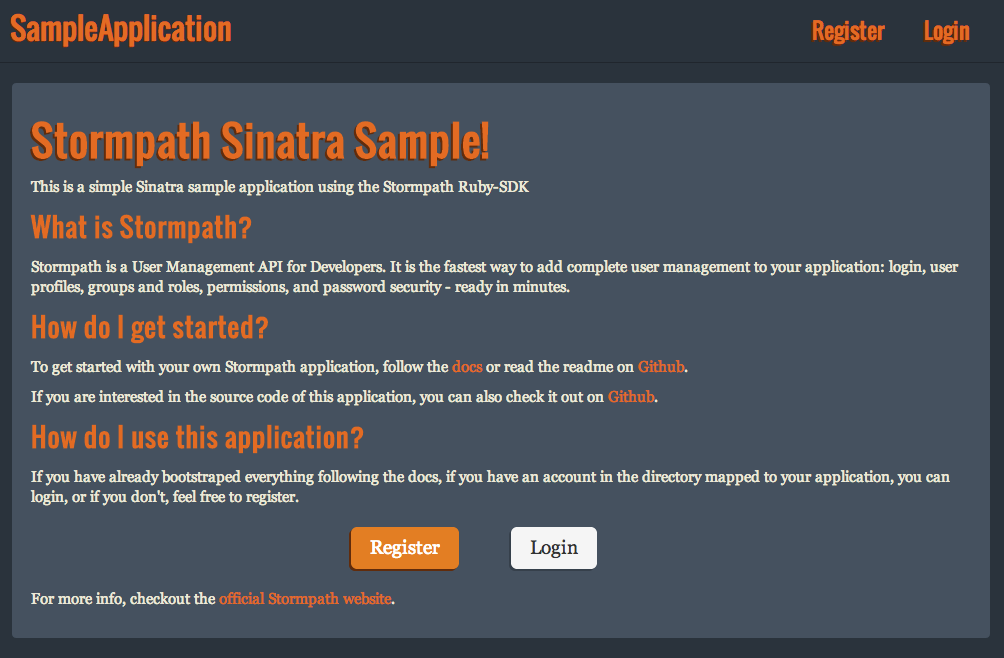 SampleApplication
Register
Login
Stormpath Sinatra Sample!
This is a simple Sinatra sample application using the Stormpath Ruby-SDK
What is Stormpath?
Stormpath is a User Management API for Developers. It is the fastest way to add complete user management to your application: login, user
profiles, groups and roles, permissions, and password security - ready in minutes.
How do I get started?
To get started with your own Stormpath application, follow the docs or read the readme on Github.
If you are interested in the source code of this application, you can also check it out on Github.
How do I use this application?
If you have already bootstraped everything following the docs, if you have an account in the directory mapped to your application, you can
login, or if you don't, feel free to register.
Register
Login
For more info, checkout the official Stormpath website.